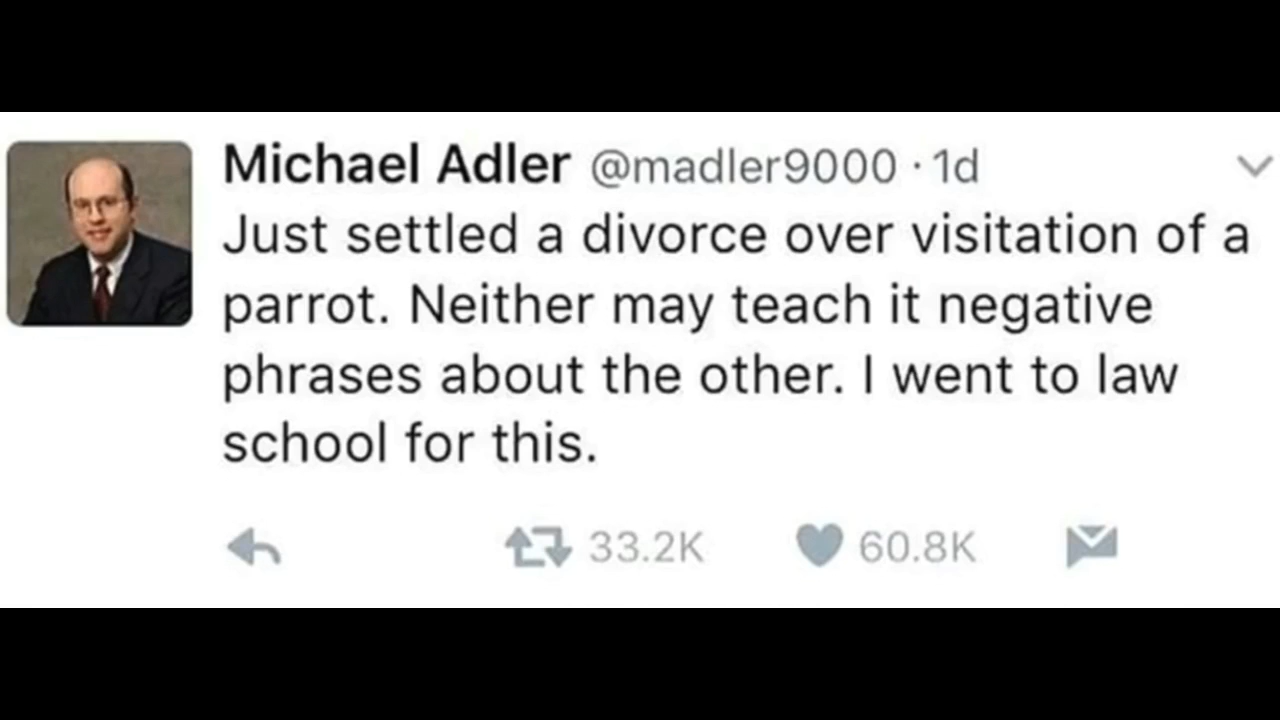 Michael Adler @madler9000 · 1d
Just settled a divorce over visitation of a
parrot. Neither may teach it negative
phrases about the other. I went to law
school for this.
33.2K 60.8K